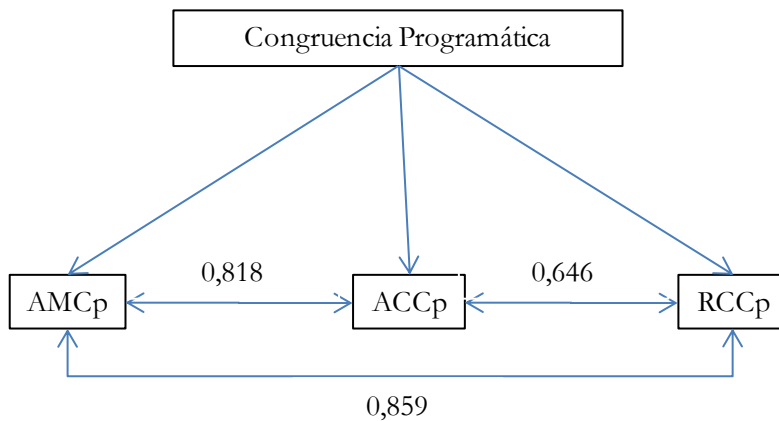 Congruencia Programática
0,818
0,646
AMCp
ACCp
RCCp
0,859